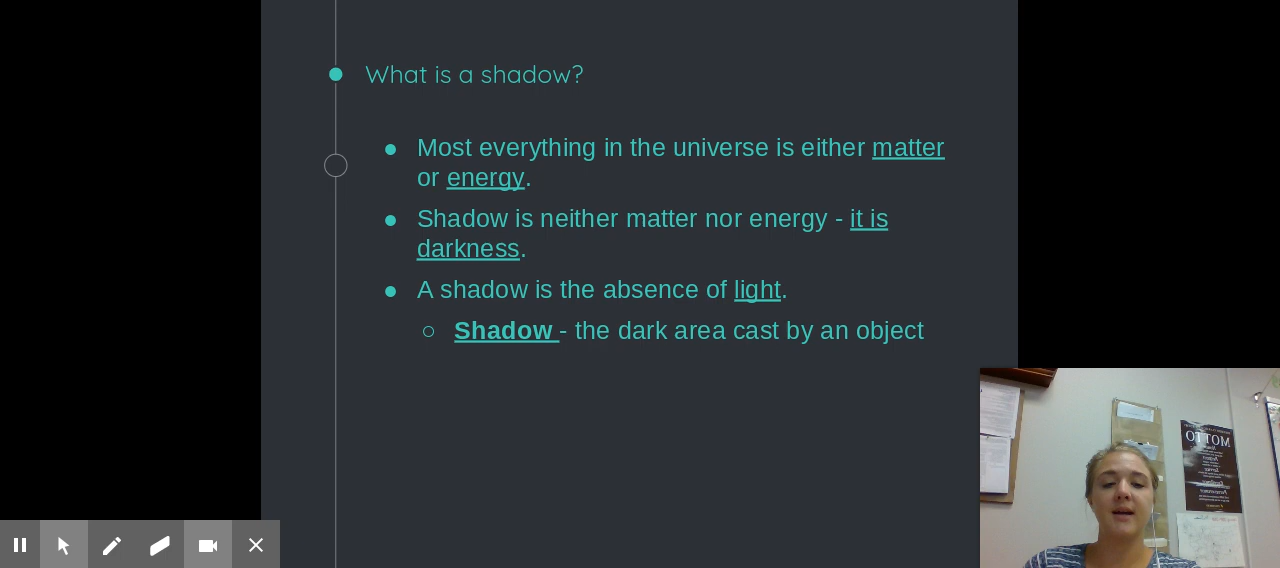 What is a shadow?
Most everything in the universe is either matter
or energy.
Shadow is neither matter nor energy - it is
darkness.
A shadow is the absence of light.
Shadow - the dark area cast by an object
MOTTO